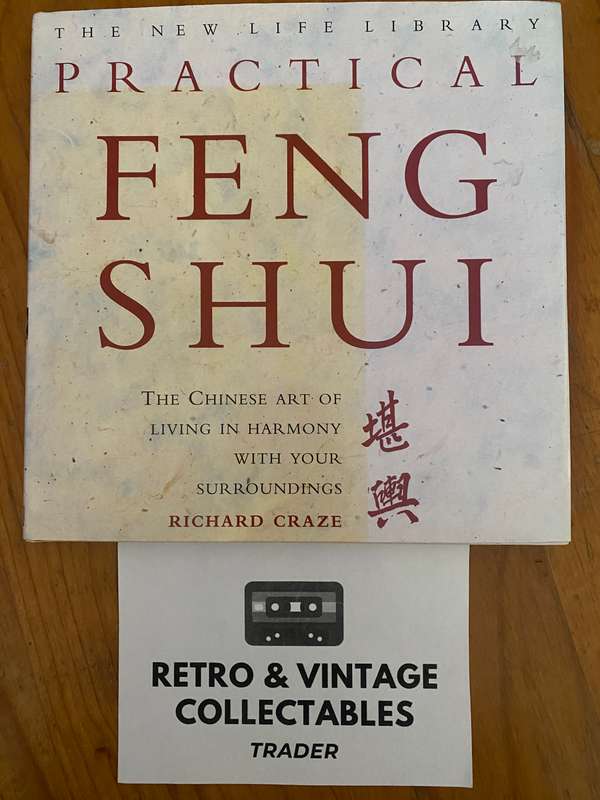 THE NEW LIFE LIBRARY
PRACTICAL
FENG
SHUI
THE CHINESE ART OF
LIVING IN HARMONY
WITH YOUR
SURROUNDINGS
RICHARD CRAZE
堪
輿
RETRO & VINTAGE
COLLECTABLES
TRADER